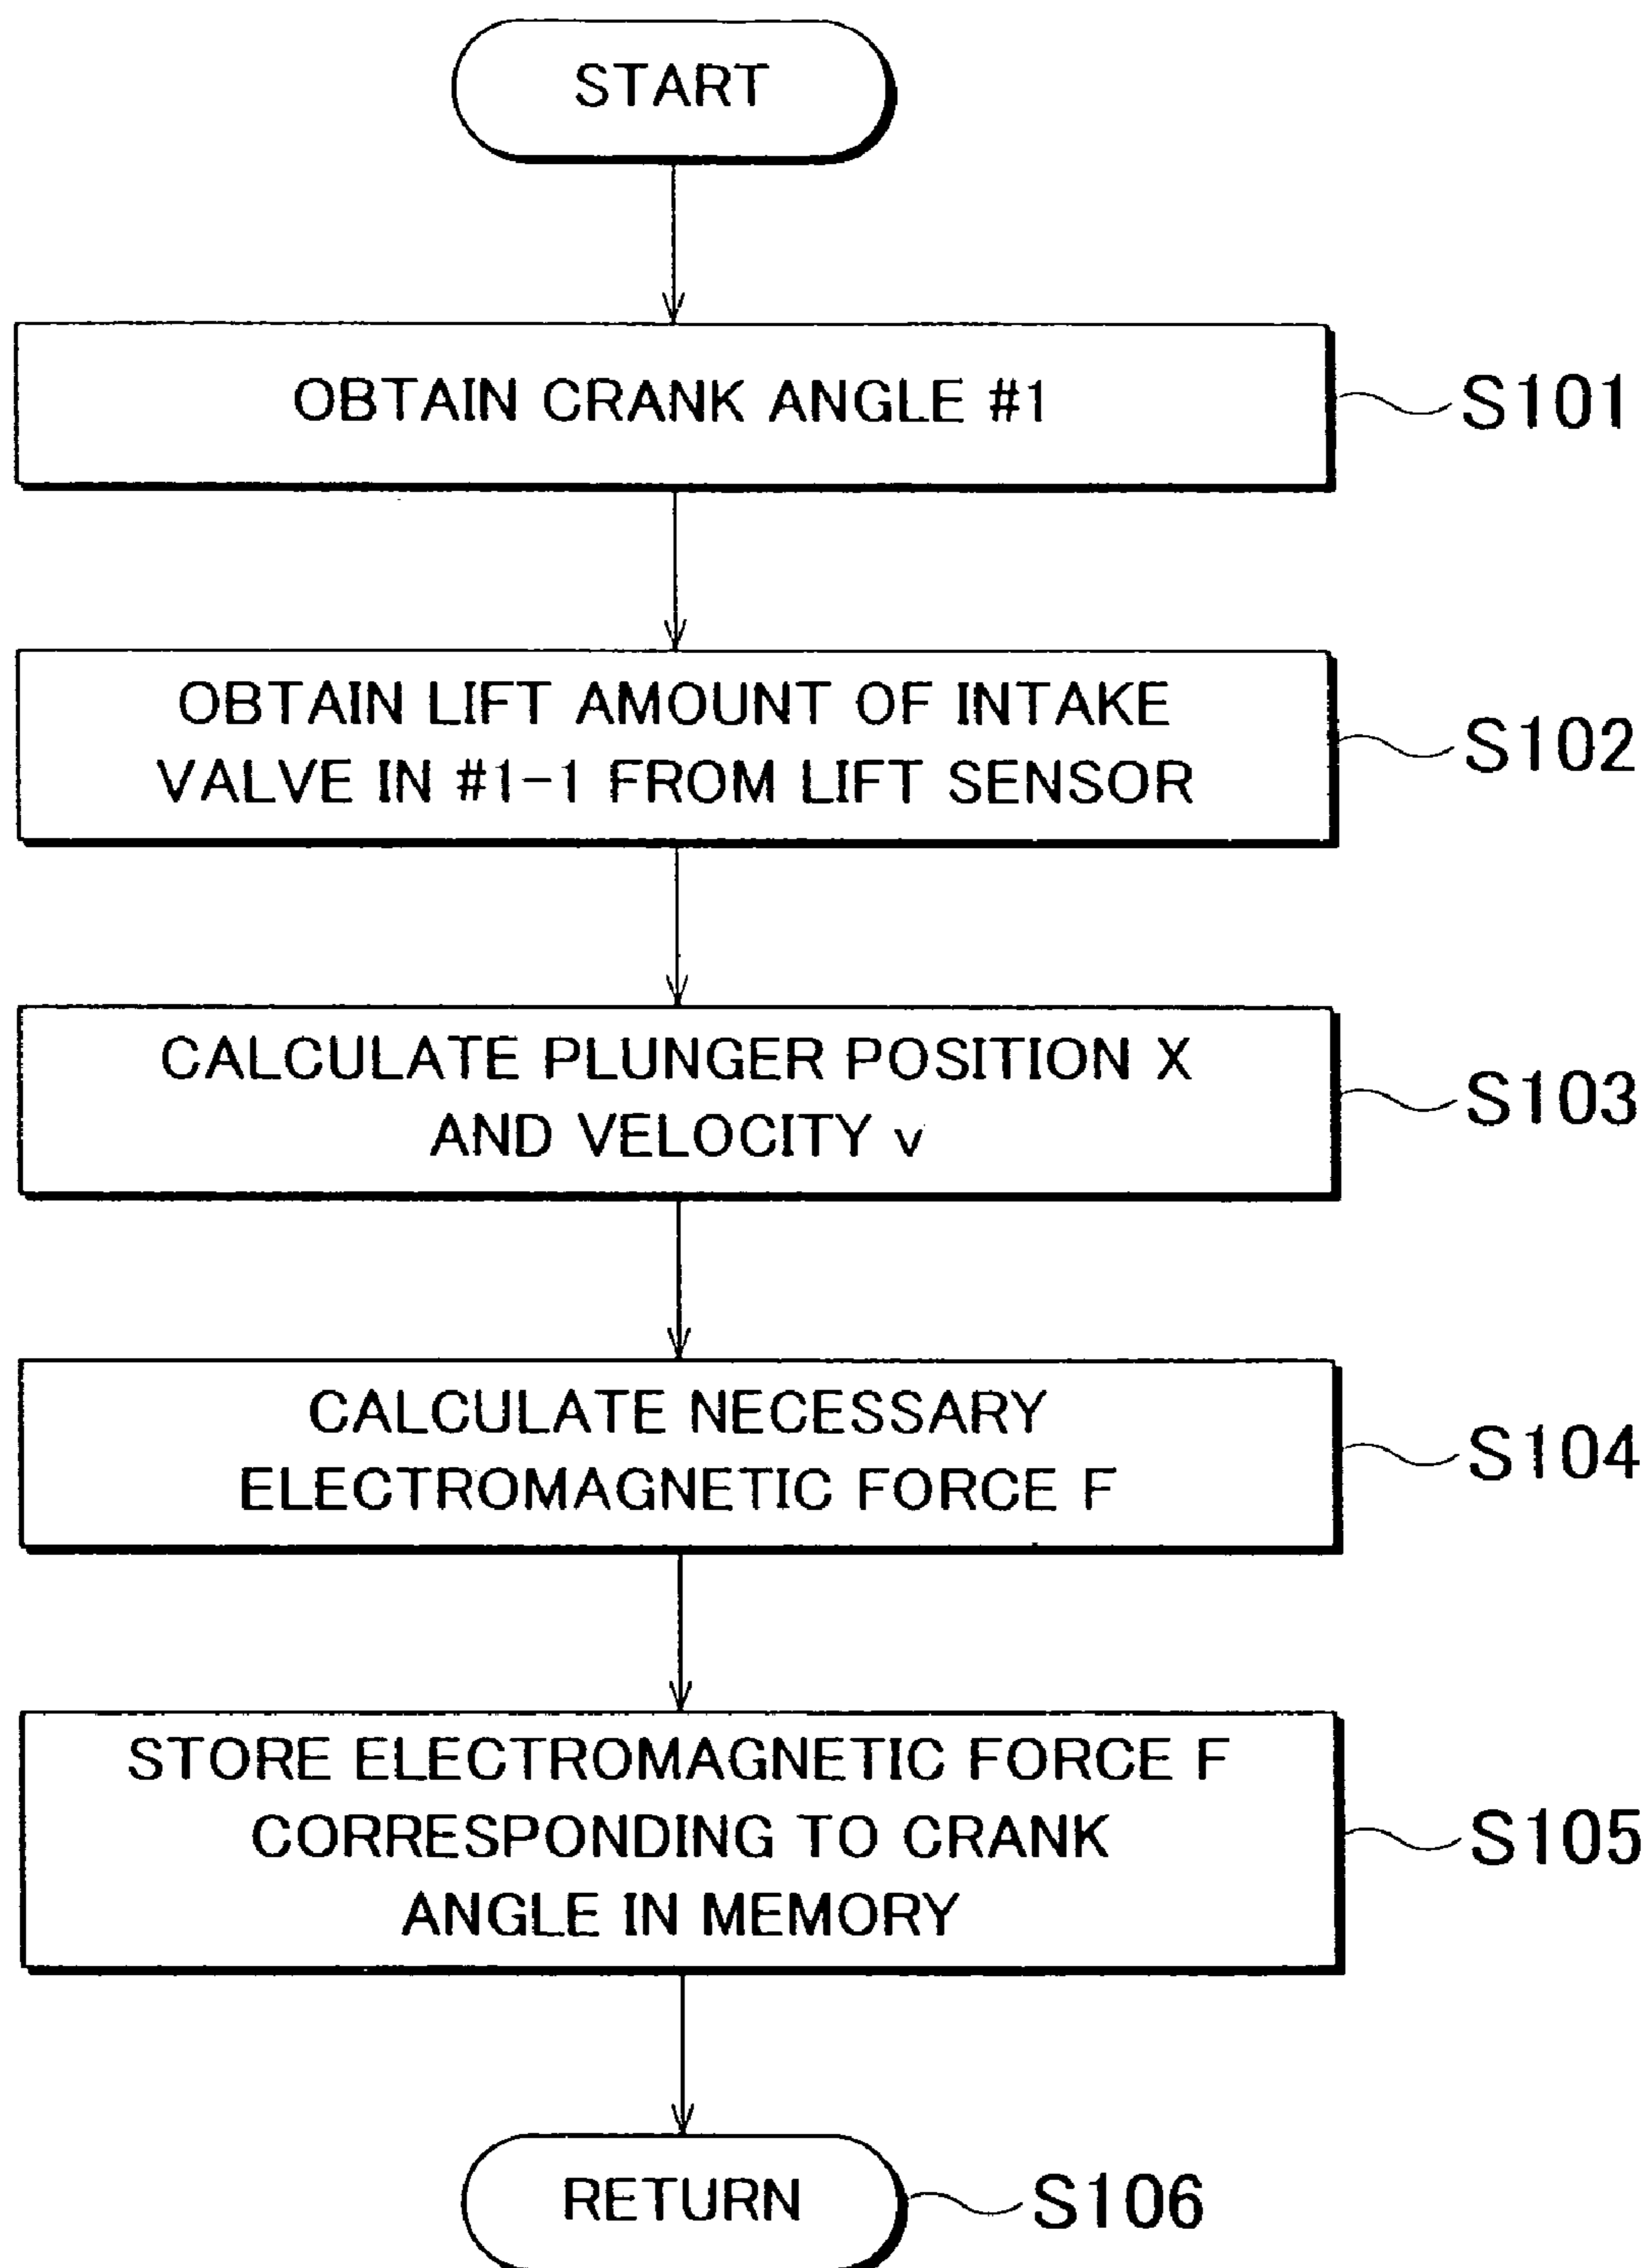 START
OBTAIN CRANK ANGLE #1
S101
OBTAIN LIFT AMOUNT OF INTAKE
VALVE IN #1-1 FROM LIFT SENSOR
S102
CALCULATE PLUNGER POSITION X
AND VELOCITY v
S103
CALCULATE NECESSARY
ELECTROMAGNETIC FORCE F
S104
STORE ELECTROMAGNETIC FORCE F
CORRESPONDING TO CRANK
ANGLE IN MEMORY
S105
RETURN
S106